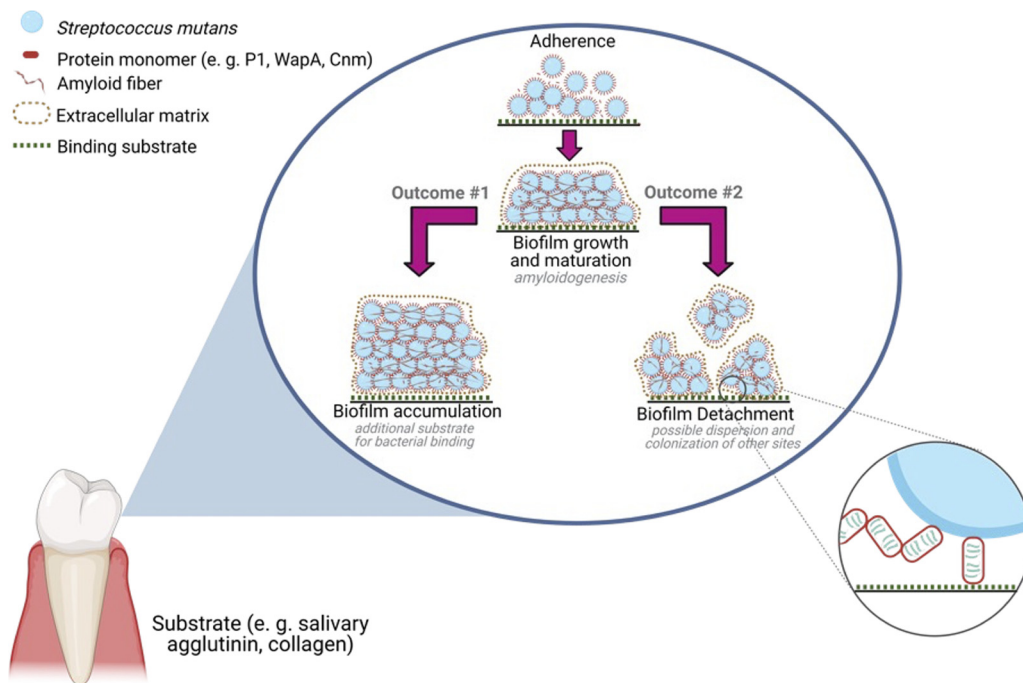 Streptococcus mutans
Protein monomer (e. g. P1, WapA, Cnm)
Amyloid fiber
Extracellular matrix
Binding substrate
Adherence
Outcome #1
Outcome #2
Biofilm growth
and maturation
amyloidogenesis
Biofilm accumulation
additional substrate
for bacterial binding
Biofilm Detachment
possible dispersion and
colonization of other sites
Substrate (e. g. salivary
agglutinin, collagen)